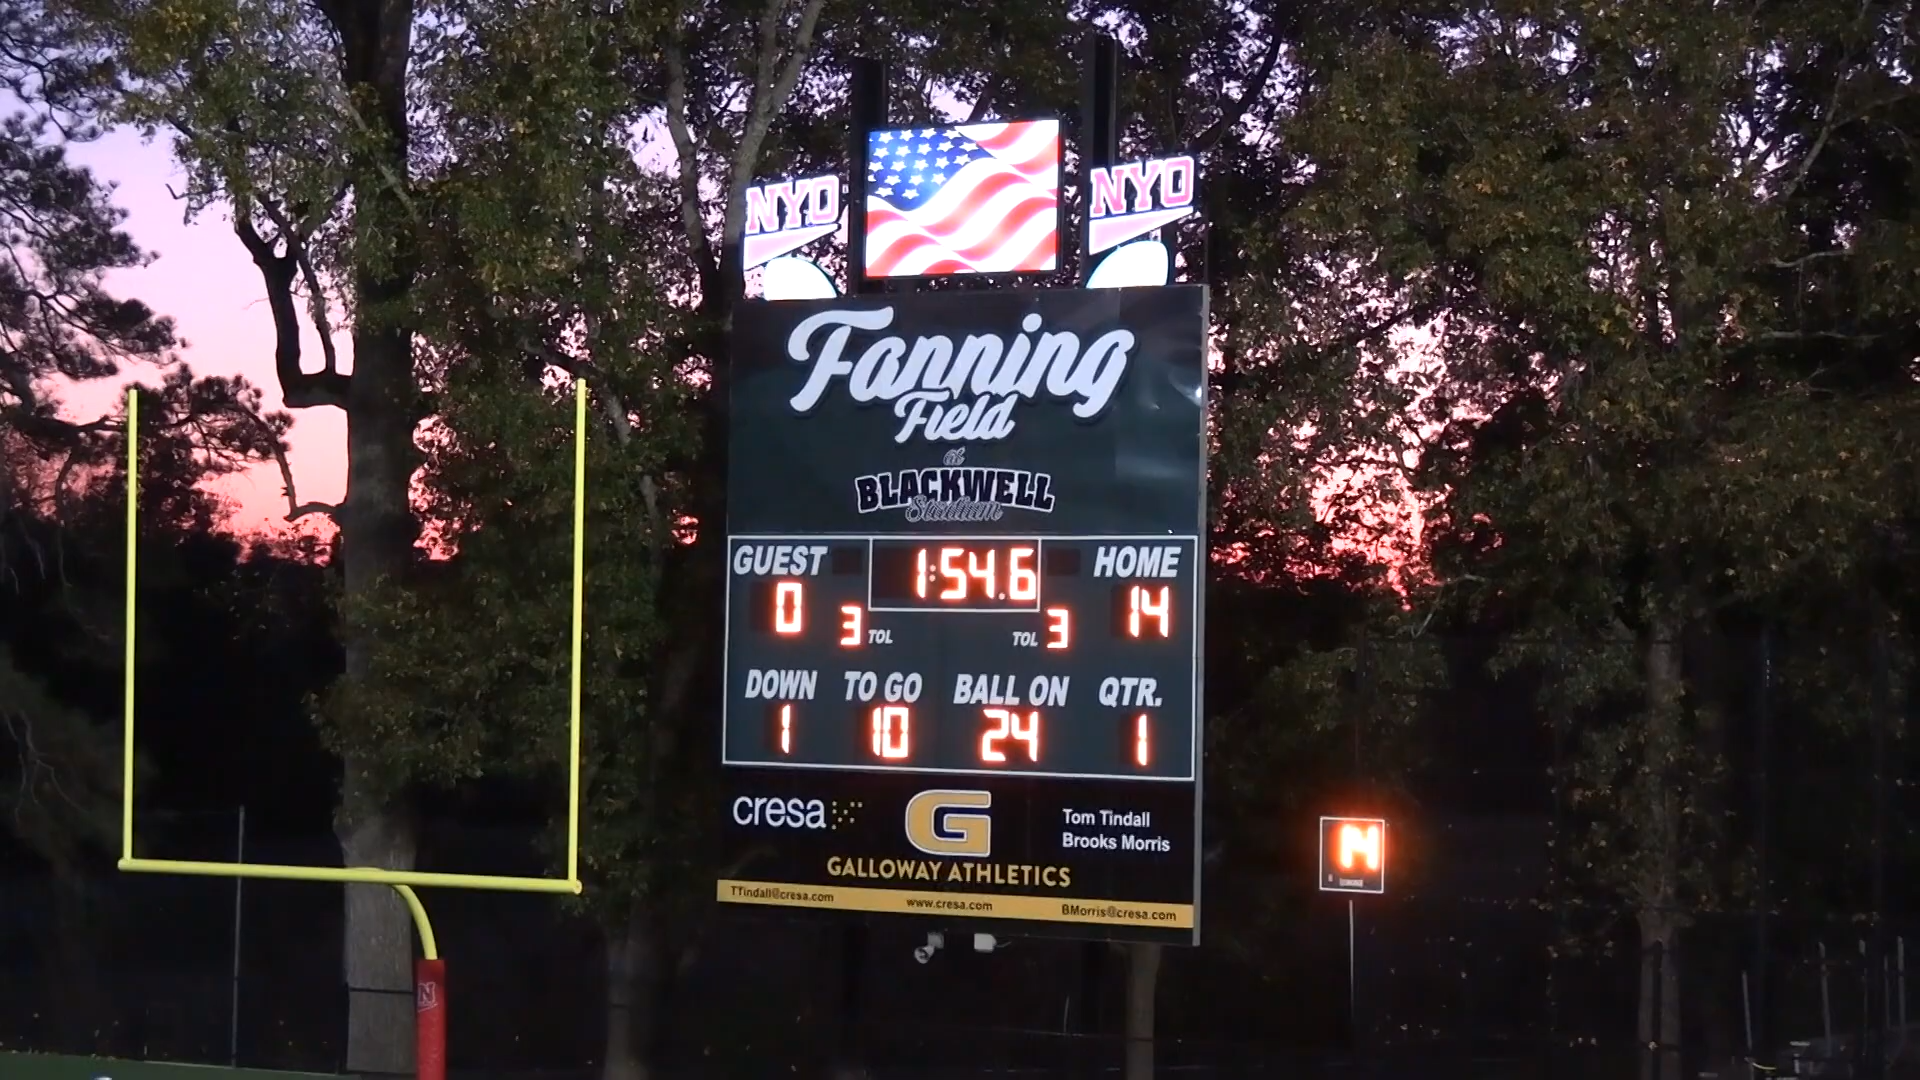 NYO
NYO
Fanning
Field
at
BLACKWELL
Stadium
GUEST 1:54.6 HOME
0 3 TOL TOL 3 14
DOWN TO GO BALL ON QTR.
1 10 24 1
cresa G Tom Tindall
Brooks Morris
GALLOWAY ATHLETICS
TTindall@cresa.com www.cresa.com BMorris@cresa.com
N